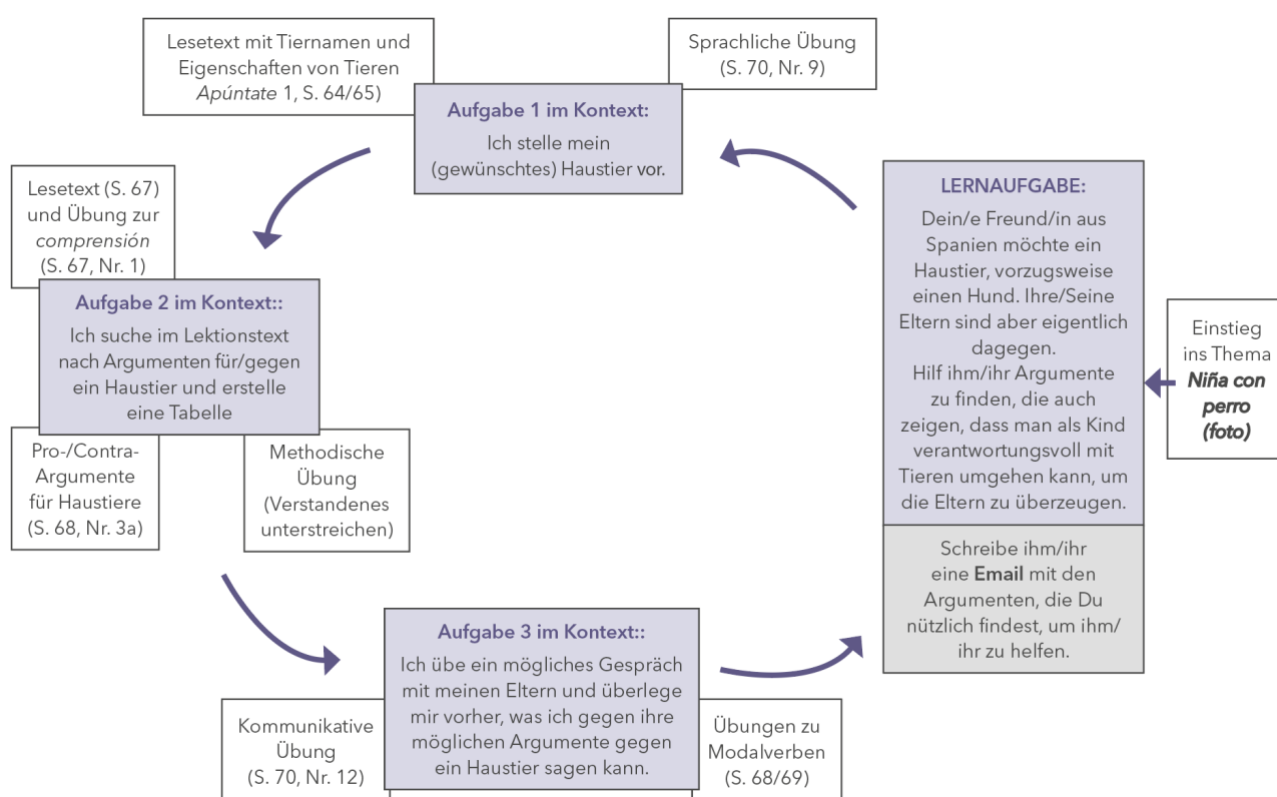 Lesetext mit Tiernamen und
Eigenschaften von Tieren
Apúntate 1, S. 64/65)
Sprachliche Übung
(S. 70, Nr. 9)
Aufgabe 1 im Kontext:
Ich stelle mein
(gewünschtes) Haustier vor.
Lesetext (S. 67)
und Übung zur
comprensión
(S. 67, Nr. 1)
Aufgabe 2 im Kontext::
Ich suche im Lektionstext
nach Argumenten für/gegen
ein Haustier und erstelle
eine Tabelle
Pro-/Contra-
Argumente
für Haustiere
(S. 68, Nr. 3a)
Methodische
Übung
(Verstandenes
unterstreichen)
Aufgabe 3 im Kontext::
Ich übe ein mögliches Gespräch
mit meinen Eltern und überlege
mir vorher, was ich gegen ihre
möglichen Argumente gegen
ein Haustier sagen kann.
Kommunikative
Übung
(S. 70, Nr. 12)
Übungen zu
Modalverben
(S. 68/69)
LERNAUFGABE:
Dein/e Freund/in aus
Spanien möchte ein
Haustier, vorzugsweise
einen Hund. Ihre/Seine
Eltern sind aber eigentlich
dagegen.
Hilf ihm/ihr Argumente
zu finden, die auch
zeigen, dass man als Kind
verantwortungsvoll mit
Tieren umgehen kann, um
die Eltern zu überzeugen.
Schreibe ihm/ihr
eine Email mit den
Argumenten, die Du
nützlich findest, um ihm/
ihr zu helfen.
Einstieg
ins Thema
Niña con
perro
(foto)